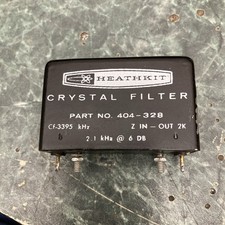 HEATHKIT
CRYSTAL FILTER
PART NO. 404-328
Cf-3395 kHz Z IN-OUT 2K
2.1 kHz @ 6 DB